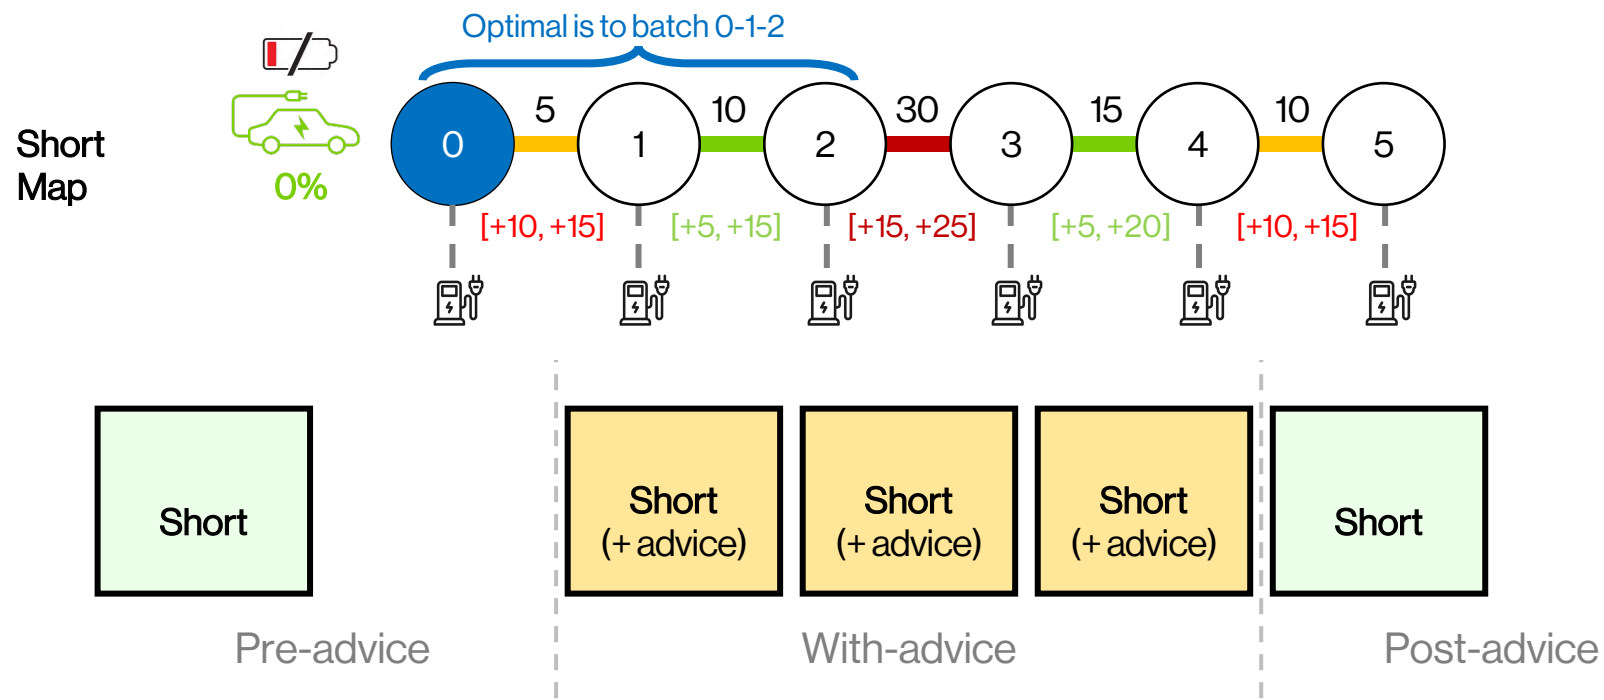 Optimal is to batch 0-1-2
5 10 30 15 10
0 1 2 3 4 5
Short
Map
0%
[+10, +15] [+5, +15] [+15, +25] [+5, +20] [+10, +15]
Short
Short
(+ advice)
Short
(+ advice)
Short
(+ advice)
Short
Pre-advice With-advice Post-advice